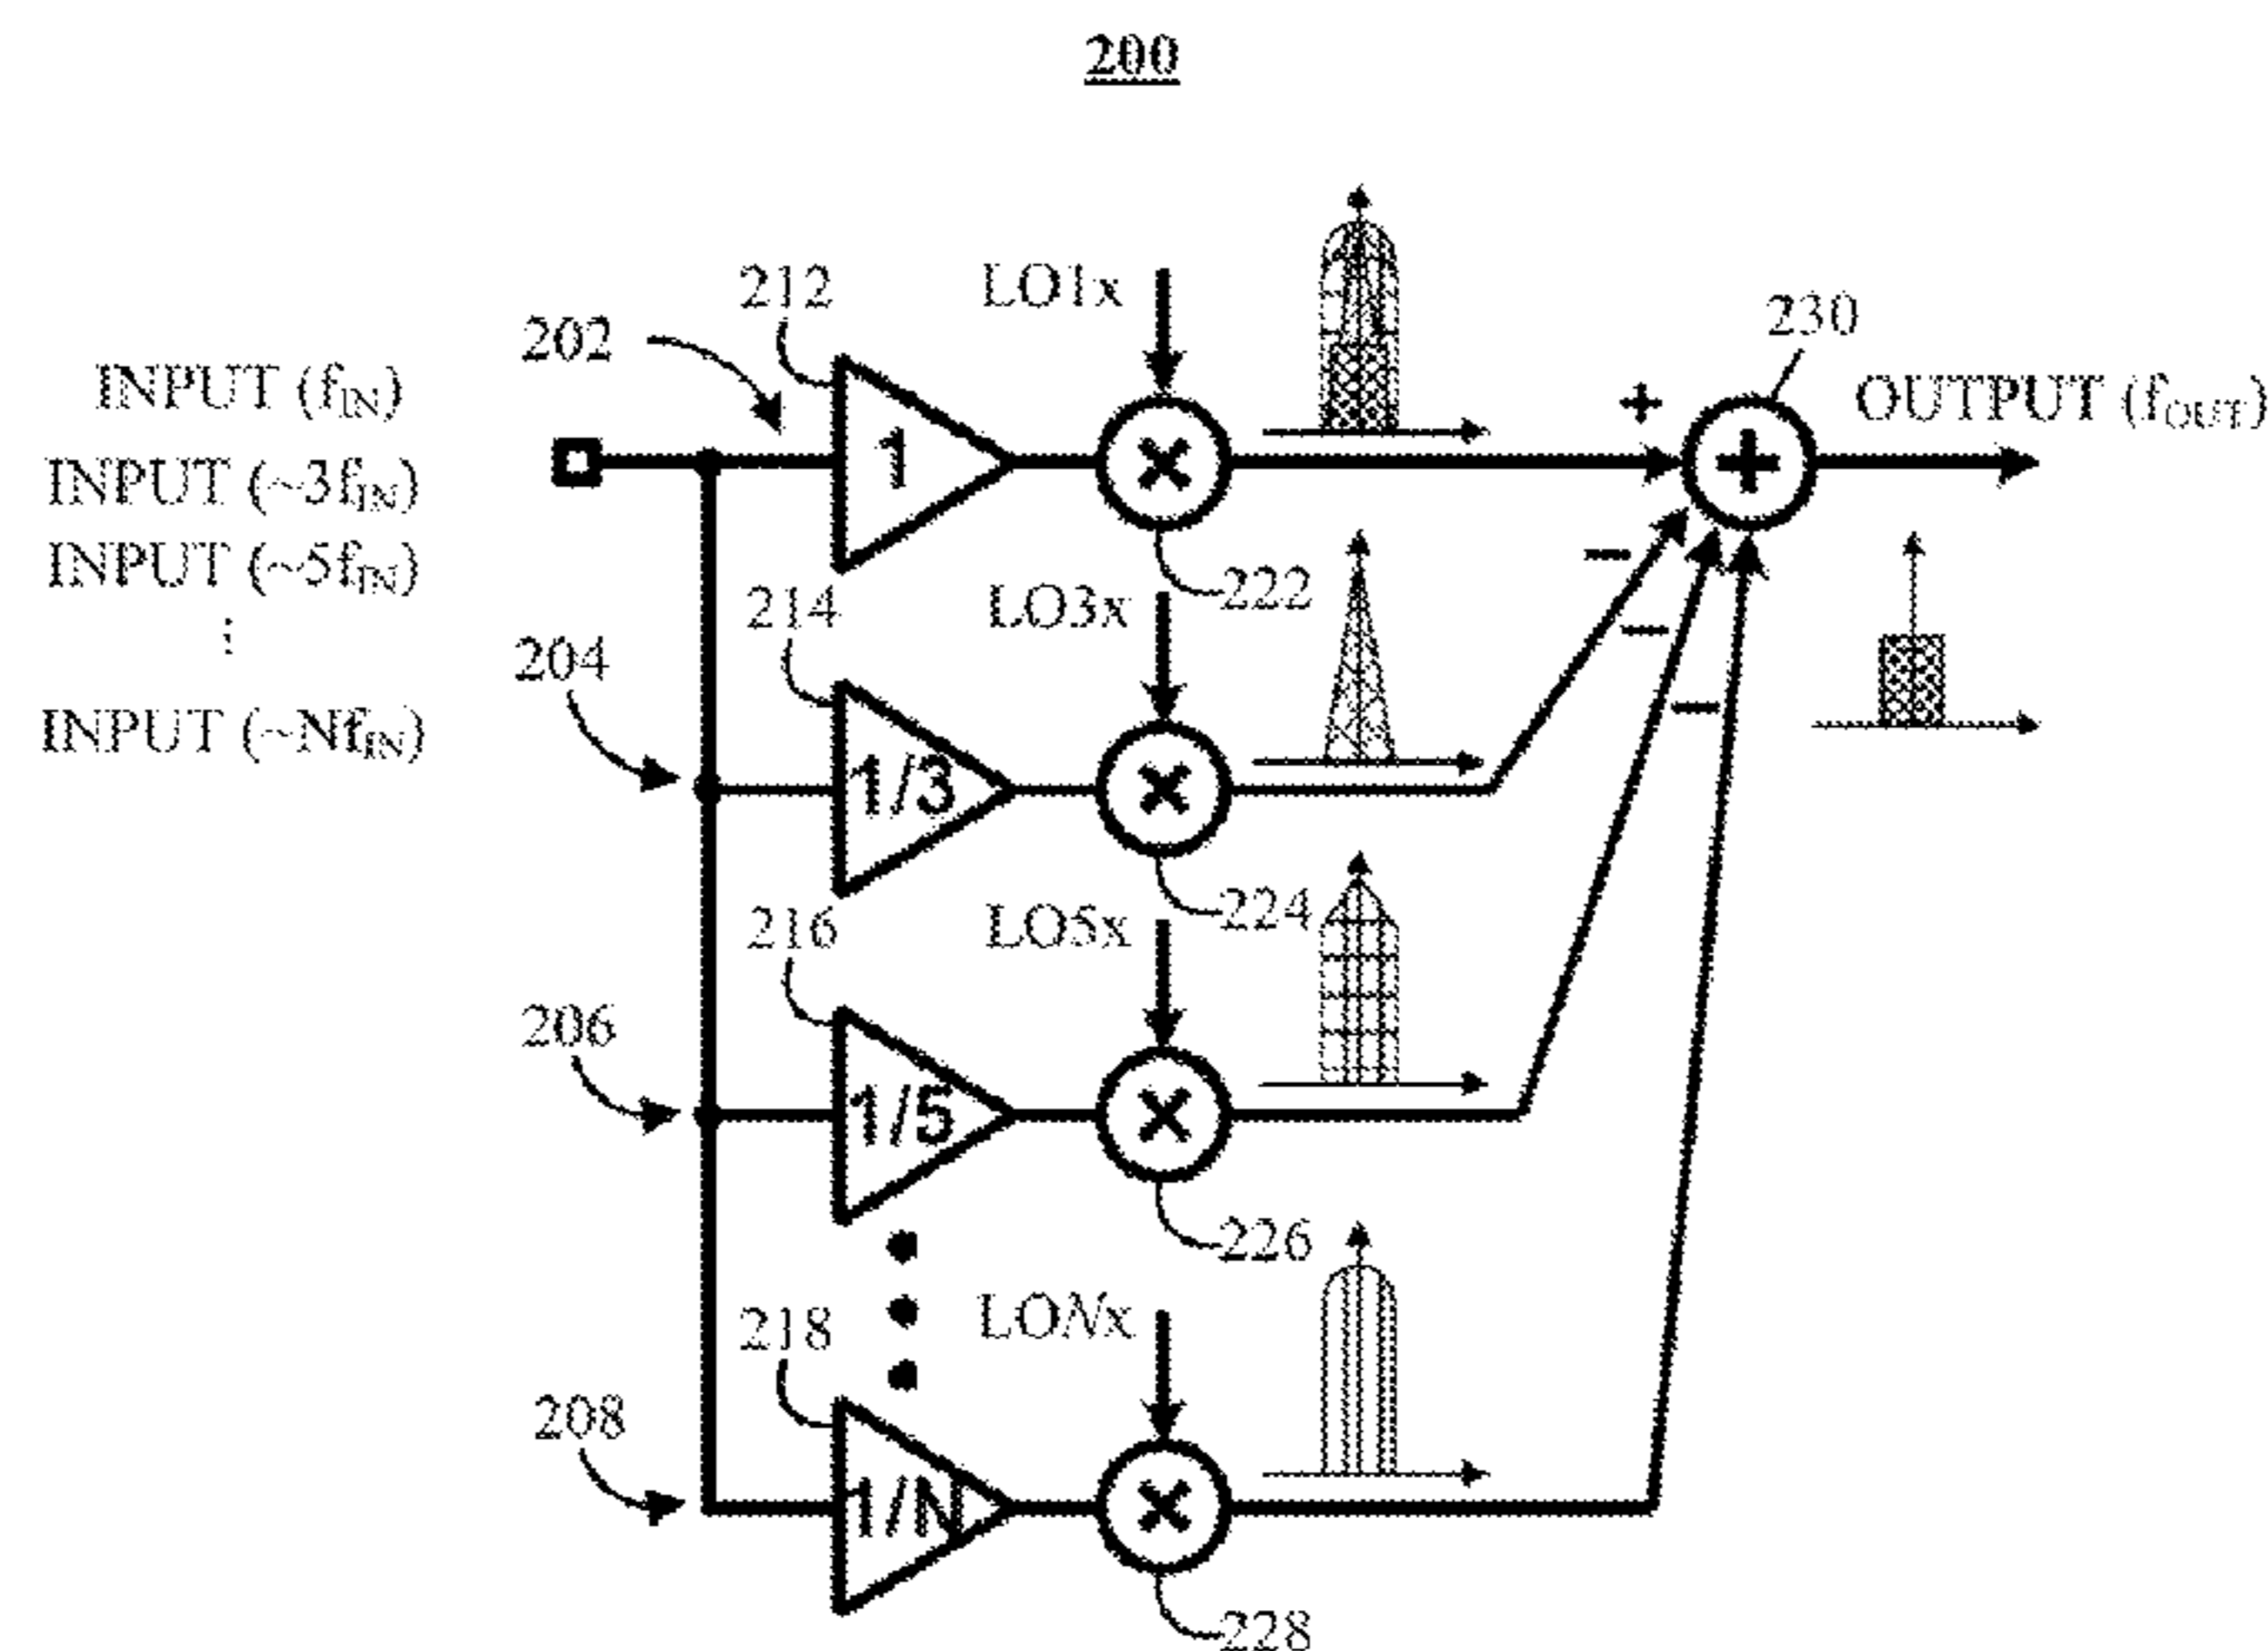 200
INPUT (fIN)
INPUT (~3fIN)
INPUT (~5fIN)
⋮
INPUT (~NfIN)
202
212
LO1x
1
222
+
230
+
OUTPUT (fOUT)
204
214
LO3x
1/3
224
−
−
−
206
216
LO5x
1/5
226
208
218
LONx
1/N
228